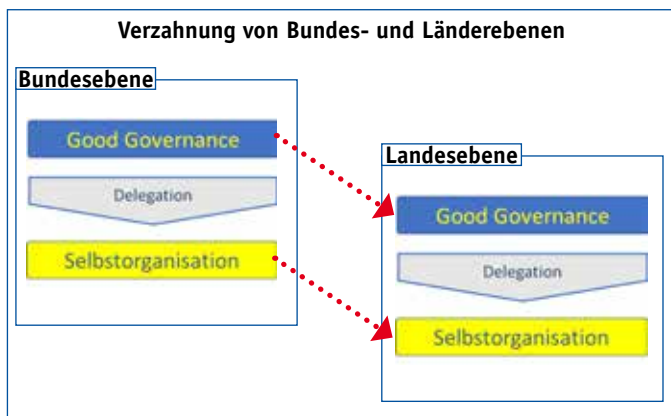 Verzahnung von Bundes- und Länderebenen
Bundesebene
Good Governance
Delegation
Selbstorganisation
Landesebene
Good Governance
Delegation
Selbstorganisation